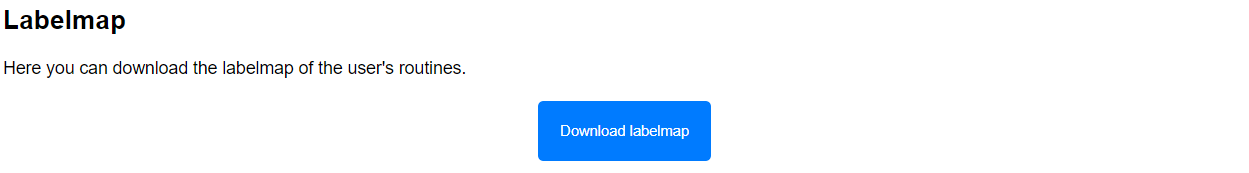 Labelmap
Here you can download the labelmap of the user's routines.
Download labelmap